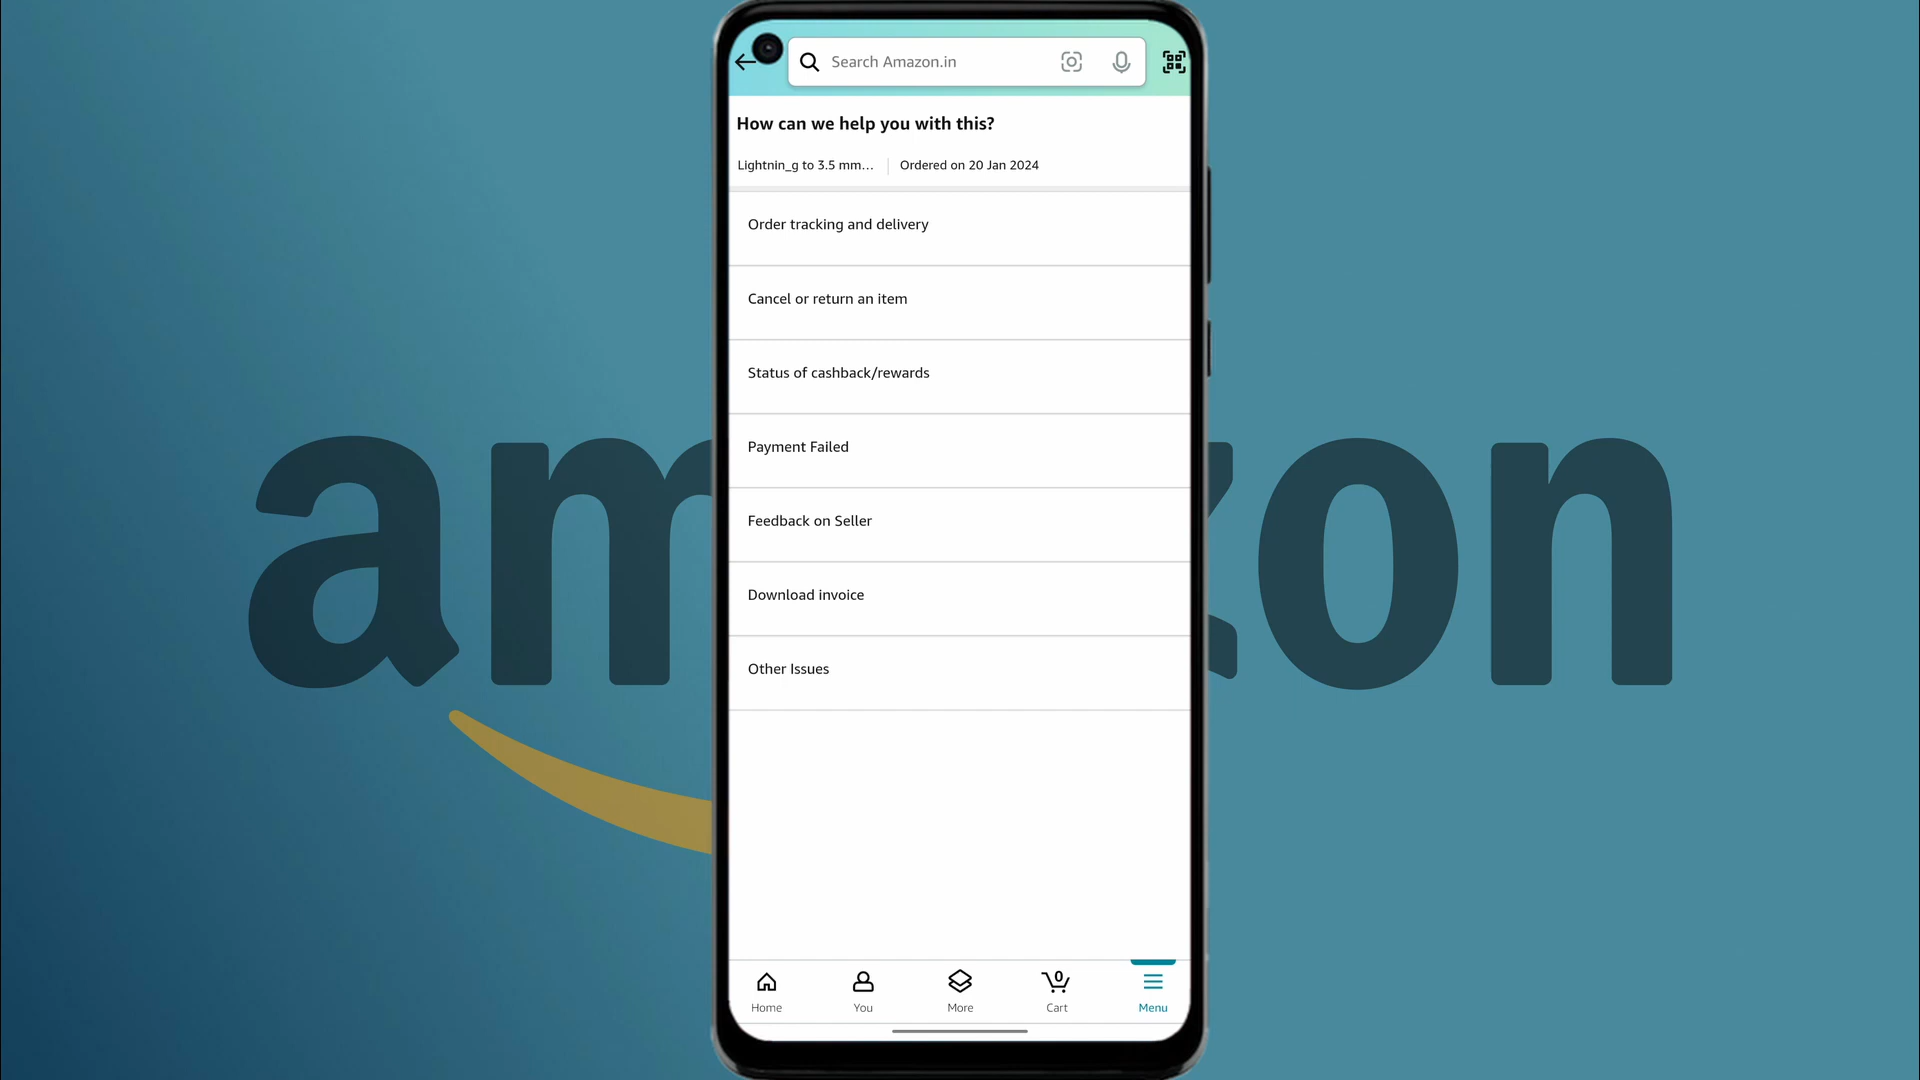 Search Amazon.in
How can we help you with this?
Lightnin_g to 3.5 mm... Ordered on 20 Jan 2024
Order tracking and delivery
Cancel or return an item
Status of cashback/rewards
Payment Failed
amazon
Feedback on Seller
Download invoice
Other Issues
0
Home You More Cart Menu